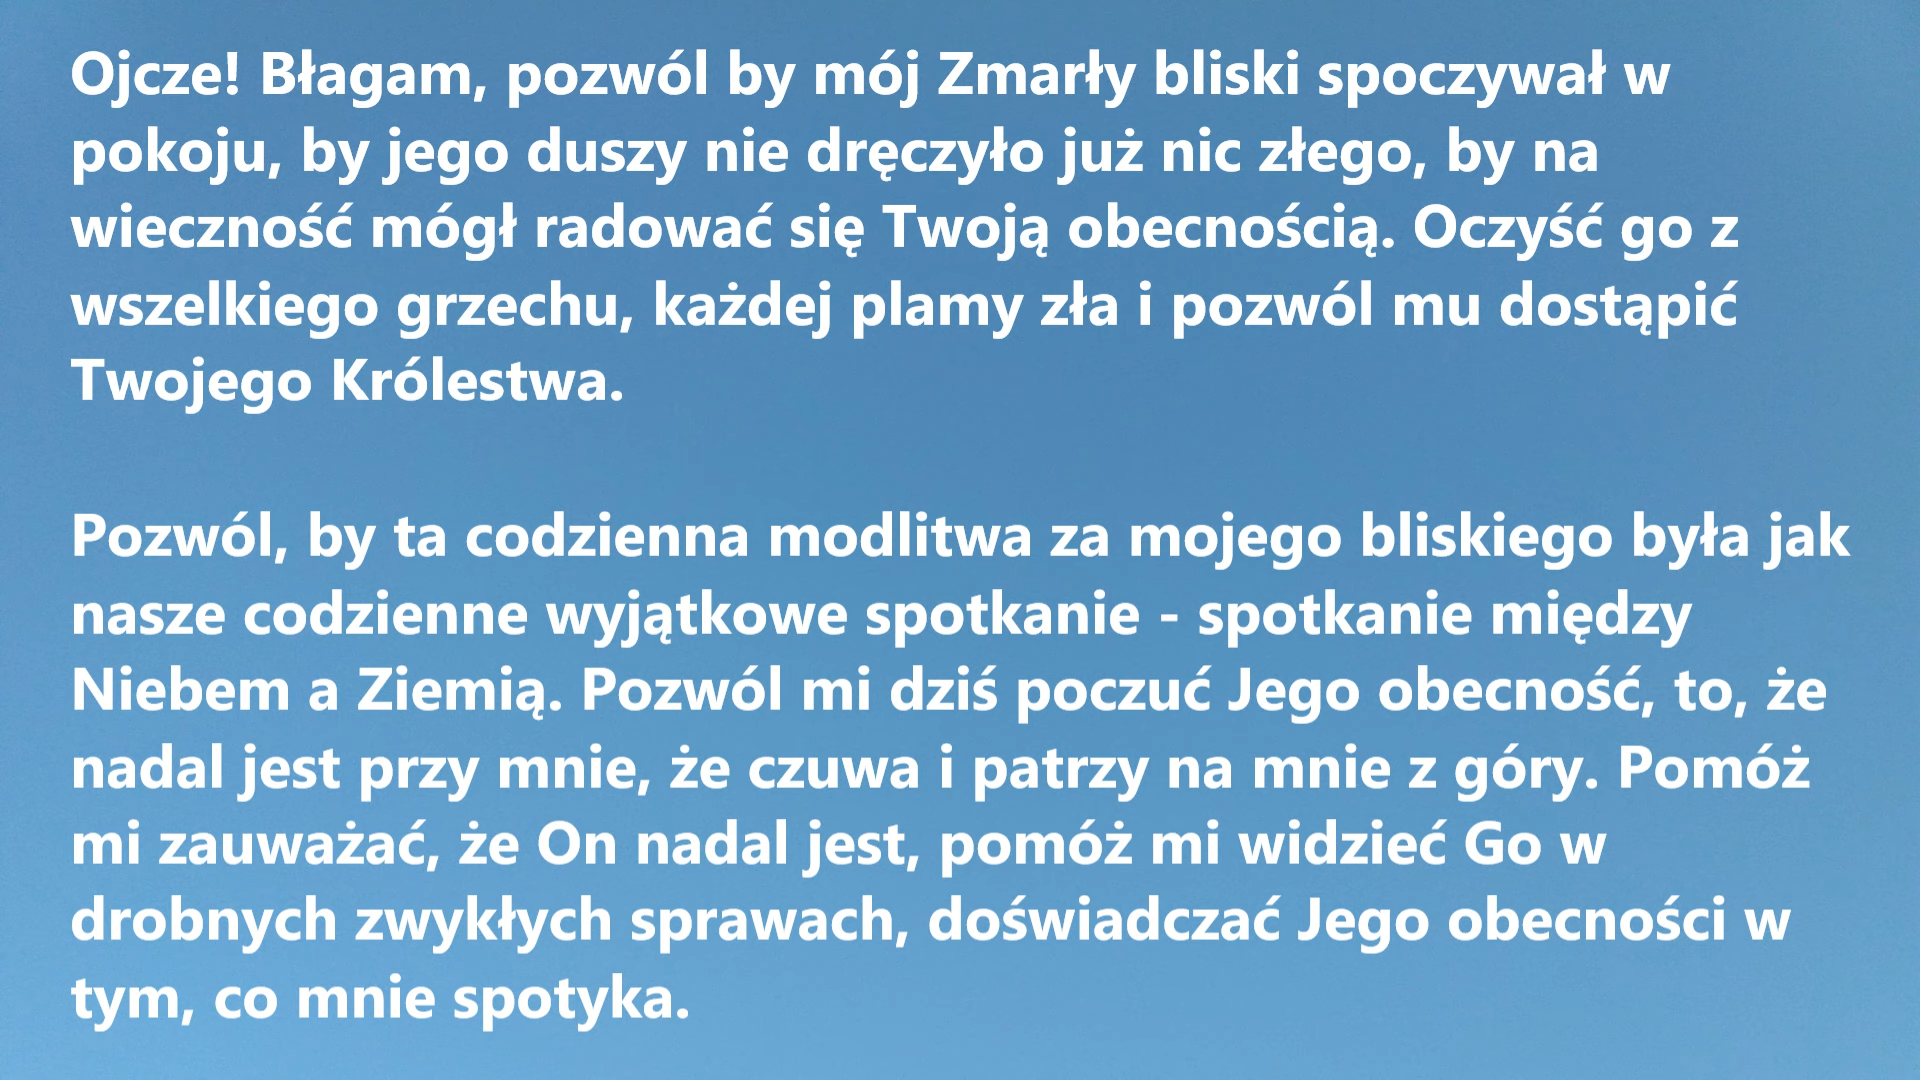 Ojcze! Błagam, pozwól by mój Zmarły bliski spoczywał w
pokoju, by jego duszy nie dręczyło już nic złego, by na
wieczność mógł radować się Twoją obecnością. Oczyść go z
wszelkiego grzechu, każdej plamy zła i pozwól mu dostąpić
Twojego Królestwa.
Pozwól, by ta codzienna modlitwa za mojego bliskiego była jak
nasze codzienne wyjątkowe spotkanie - spotkanie między
Niebem a Ziemią. Pozwól mi dziś poczuć Jego obecność, to, że
nadal jest przy mnie, że czuwa i patrzy na mnie z góry. Pomóż
mi zauważać, że On nadal jest, pomóż mi widzieć Go w
drobnych zwykłych sprawach, doświadczać Jego obecności w
tym, co mnie spotyka.